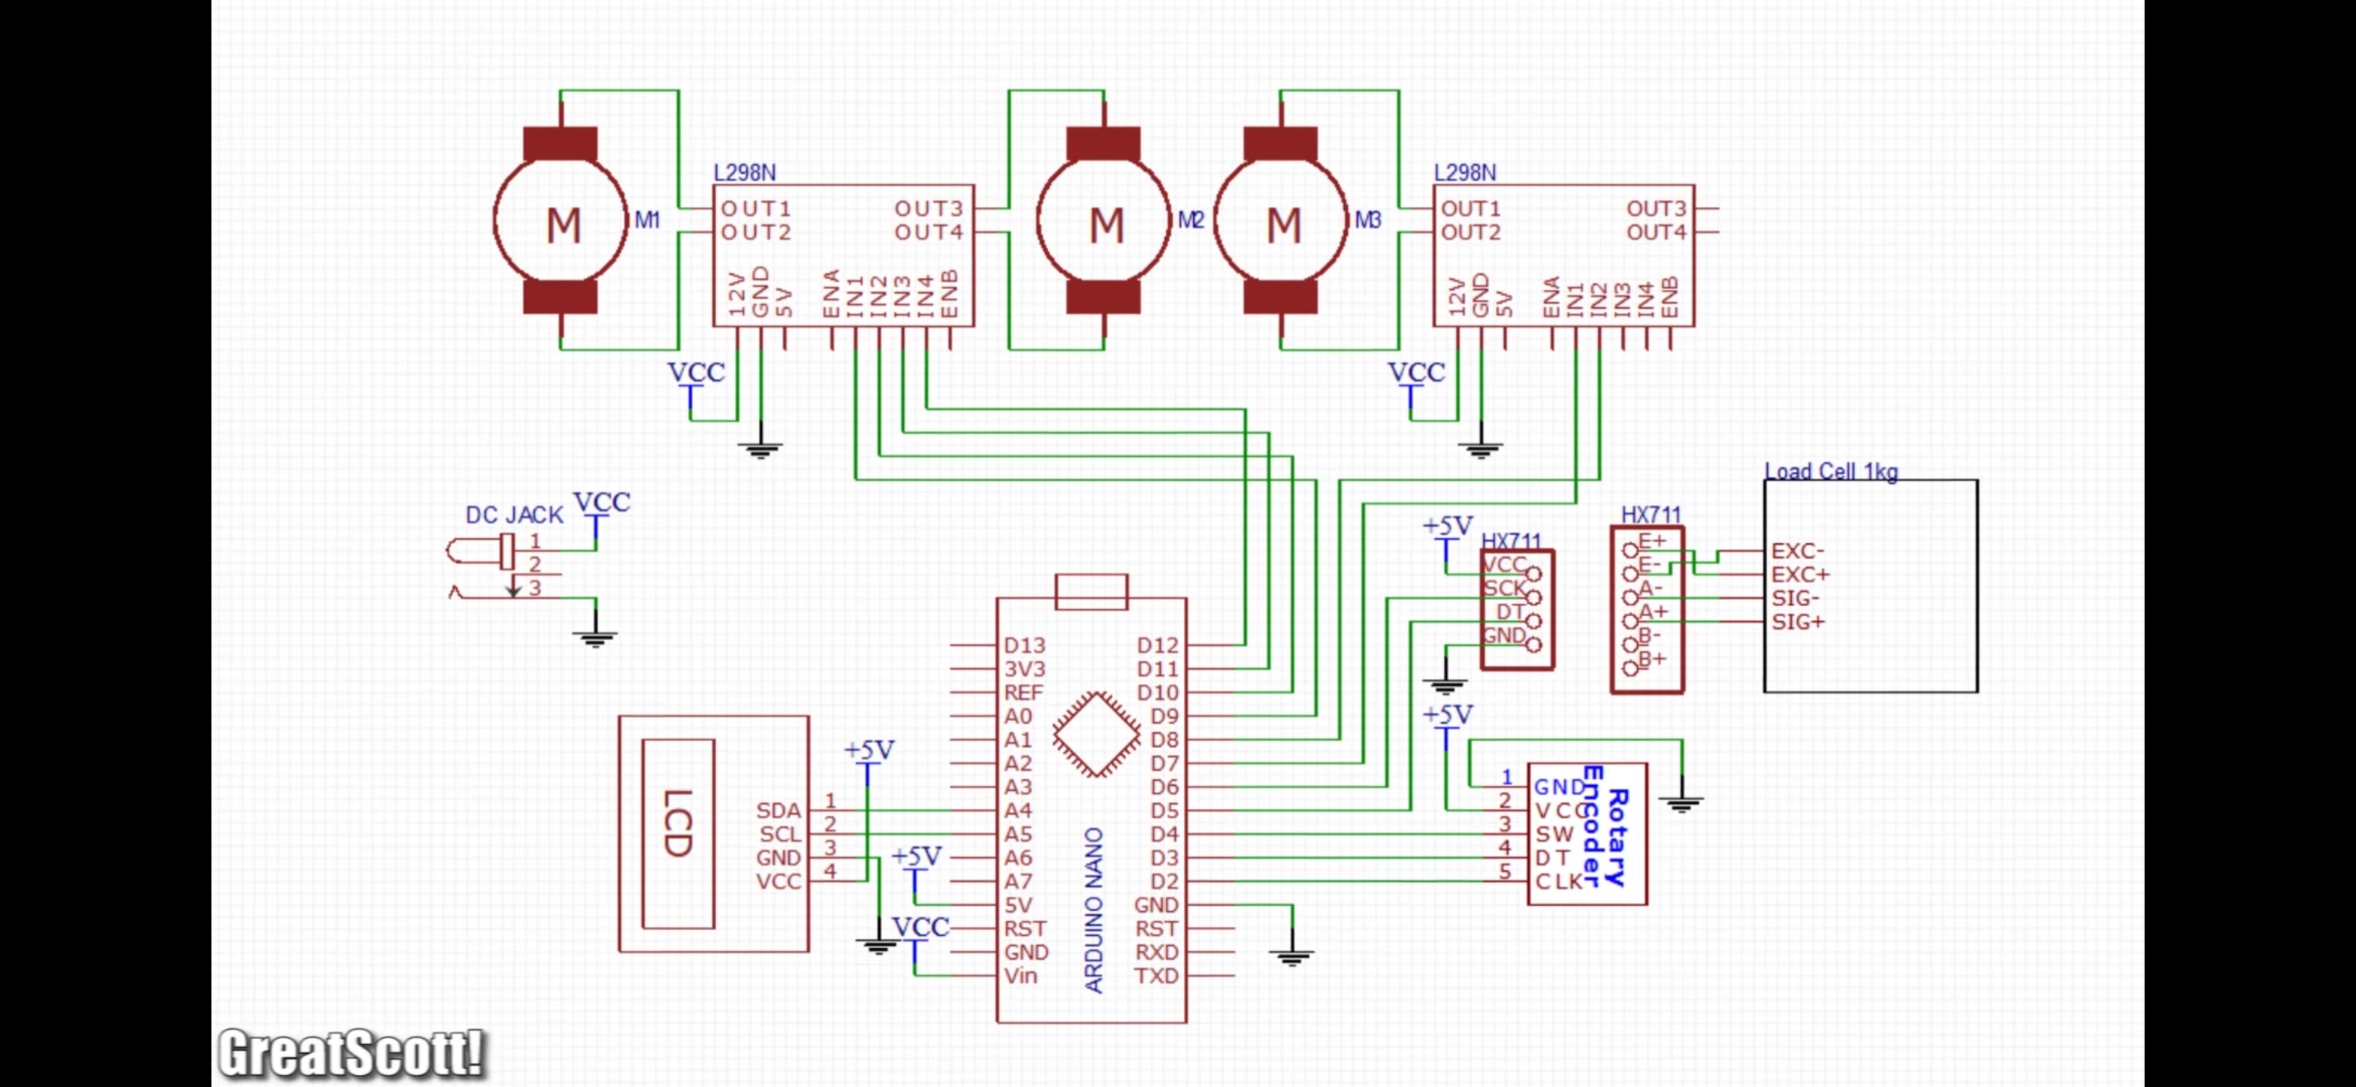 L298N
L298N
M
M1
OUT1
OUT2
OUT3
OUT4
12V
GND
5V
ENA
IN1
IN2
IN3
IN4
ENB
M
M2
M
M3
OUT1
OUT2
OUT3
OUT4
12V
GND
5V
ENA
IN1
IN2
IN3
IN4
ENB
VCC
VCC
DC JACK
VCC
1
2
3
+5V
HX711
VCC
SCK
DT
GND
HX711
E+
E-
A-
A+
B-
B+
Load Cell 1kg
EXC-
EXC+
SIG-
SIG+
LCD
SDA 1
SCL 2
GND 3
VCC 4
+5V
+5V
VCC
D13
3V3
REF
A0
A1
A2
A3
A4
A5
A6
A7
5V
RST
GND
Vin
ARDUINO NANO
D12
D11
D10
D9
D8
D7
D6
D5
D4
D3
D2
GND
RST
RXD
TXD
+5V
1 GND
2 VCC
3 SW
4 DT
5 CLK
Rotary
Encoder
GreatScott!